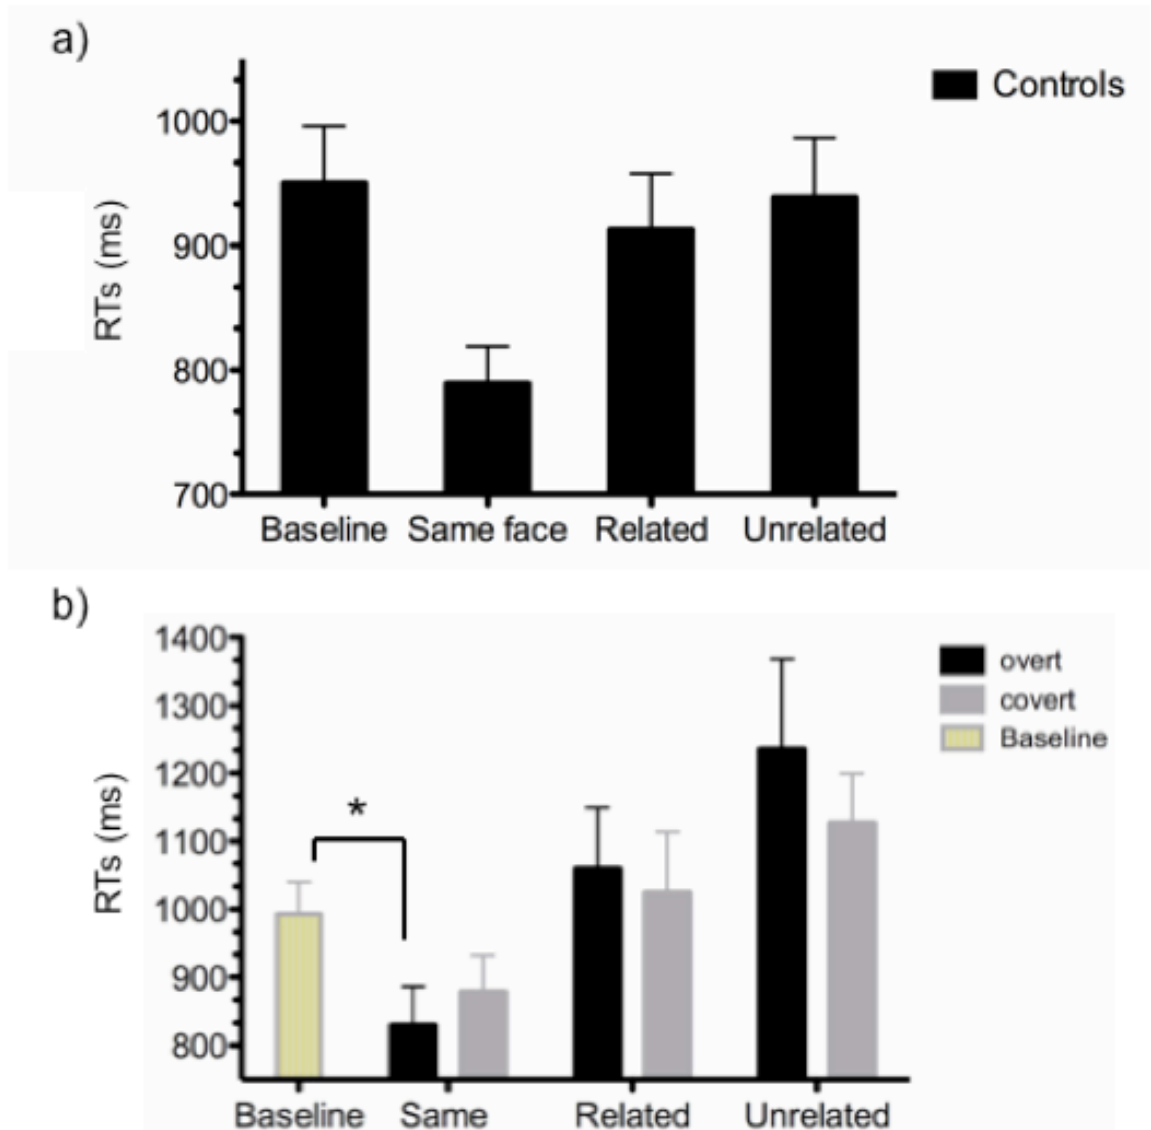 a)
Controls
RTs (ms)
1000
900
800
700
Baseline Same face Related Unrelated
b)
overt
covert
Baseline
RTs (ms)
1400
1300
1200
1100
1000
900
800
*
Baseline Same Related Unrelated